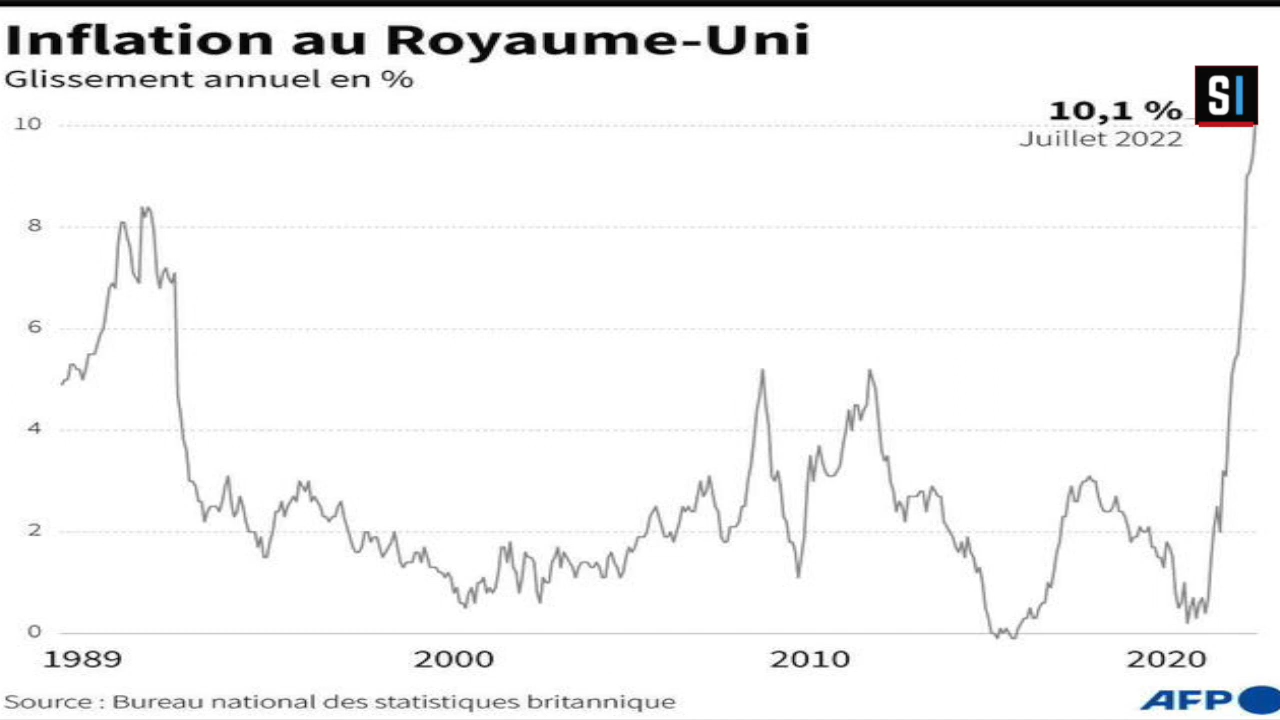 Inflation au Royaume-Uni
Glissement annuel en %
10
10,1 %
SI
Juillet 2022
8
6
4
2
0
1989
2000
2010
2020
Source : Bureau national des statistiques britannique
AFP